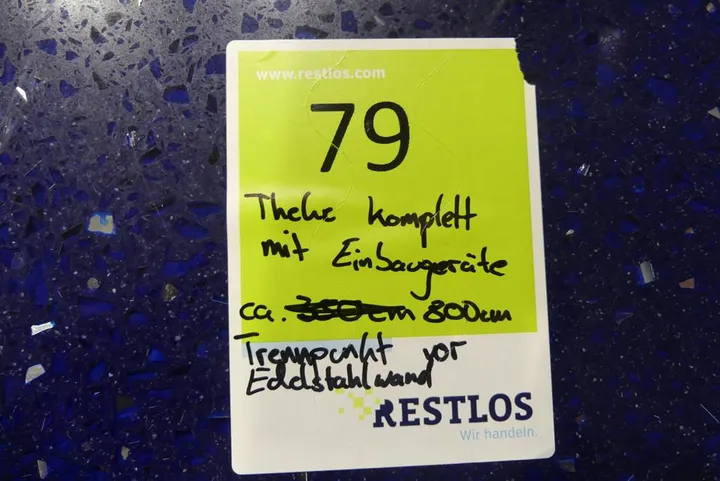 www.restlos.com
79
Theke komplett
mit Einbaugeräte
ca. 350cm 800cm
Trennpunkt vor
Edelstahlwand
RESTLOS
Wir handeln.